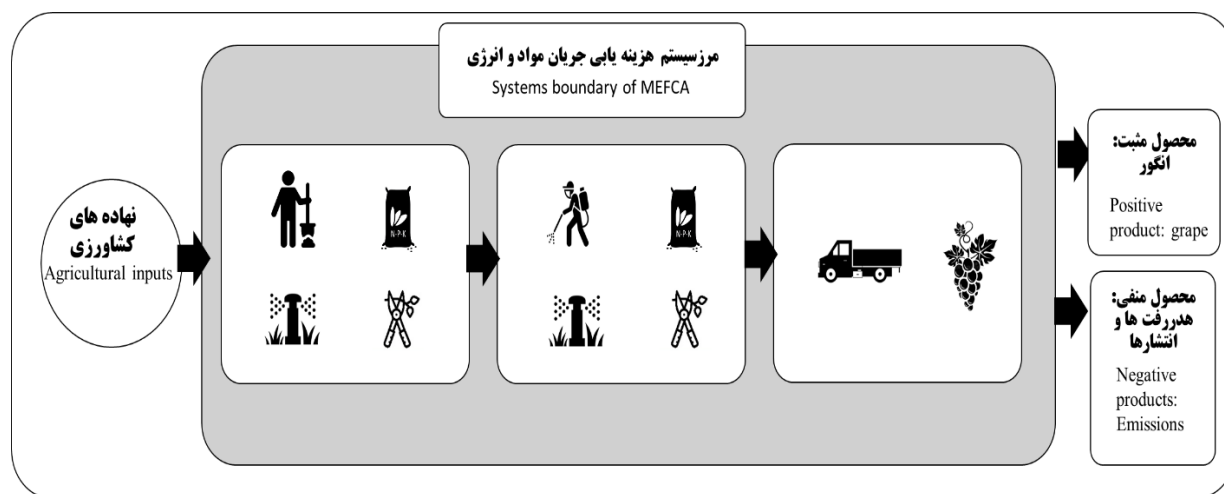 مرزسیستم هزینه یابی جریان مواد و انرژی
Systems boundary of MEFCA
نهاده های
کشاورزی
Agricultural inputs
N-P-K
N-P-K
محصول مثبت:
انگور
Positive
product: grape
محصول منفی:
هدررفت ها و
انتشارها
Negative
products:
Emissions